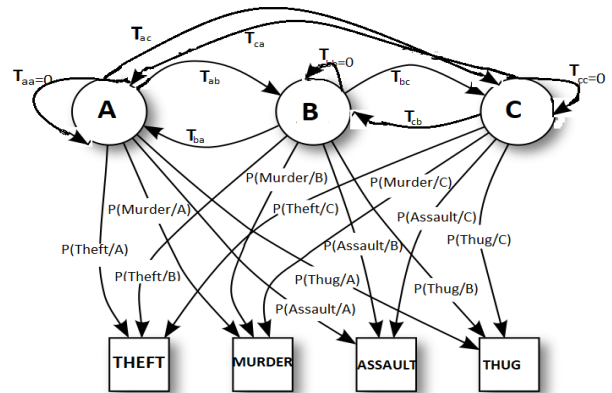 Tac
Tca
Taa=0
Tab
Tbb=0
Tbc
Tcc=0
A
B
C
Tba
Tcb
P(Murder/B)
P(Murder/C)
P(Murder/A)
P(Theft/C)
P(Assault/C)
P(Thug/C)
P(Theft/A)
P(Assault/B)
P(Theft/B)
P(Thug/A)
P(Thug/B)
P(Assault/A)
THEFT
MURDER
ASSAULT
THUG